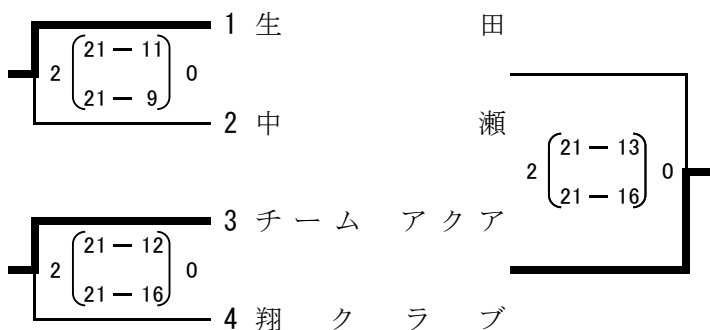 1 生田
2 ( 21 － 11 ) 0
21 － 9
2 中瀬
2 ( 21 － 13 ) 0
21 － 16
3 チーム アクア
2 ( 21 － 12 ) 0
21 － 16
4 翔クラブ